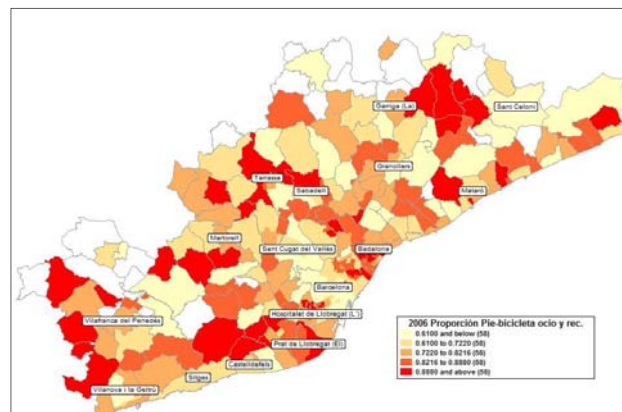 Garriga (La)
Sant Celoni
Granollers
Terrassa
Sabadell
Mataró
Martorell
Sant Cugat del Vallès
Badalona
Barcelona
Hospitalet de Llobregat (L')
Vilafranca del Penedès
Prat de Llobregat (El)
Castelldefels
Sitges
Vilanova i la Geltrú
2006 Proporción Pie-bicicleta ocio y rec.
0.6100 and below (58)
0.6100 to 0.7220 (58)
0.7220 to 0.8216 (58)
0.8216 to 0.8880 (58)
0.8880 and above (58)